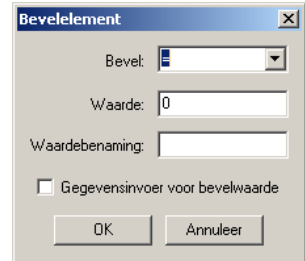 Bevelelement
Bevel: =
Waarde: 0
Waardebenaming:
Gegevensinvoer voor bevelwaarde
OK Annuleer